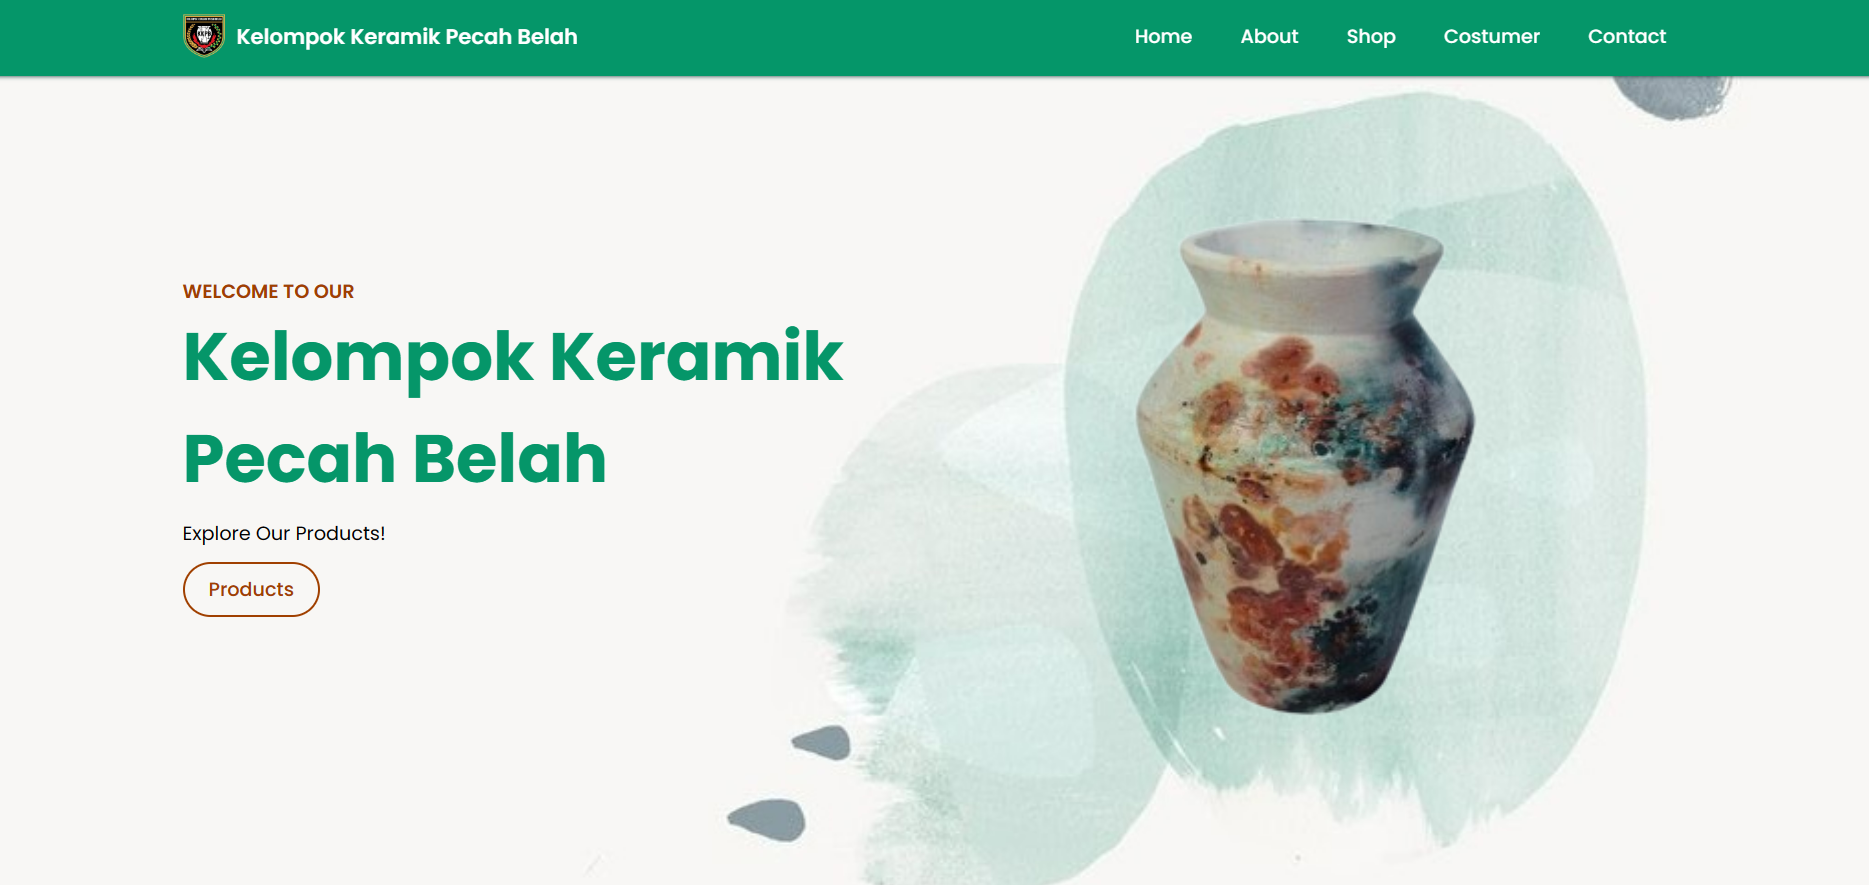 Kelompok Keramik Pecah Belah
Home
About
Shop
Costumer
Contact
WELCOME TO OUR
Kelompok Keramik
Pecah Belah
Explore Our Products!
Products